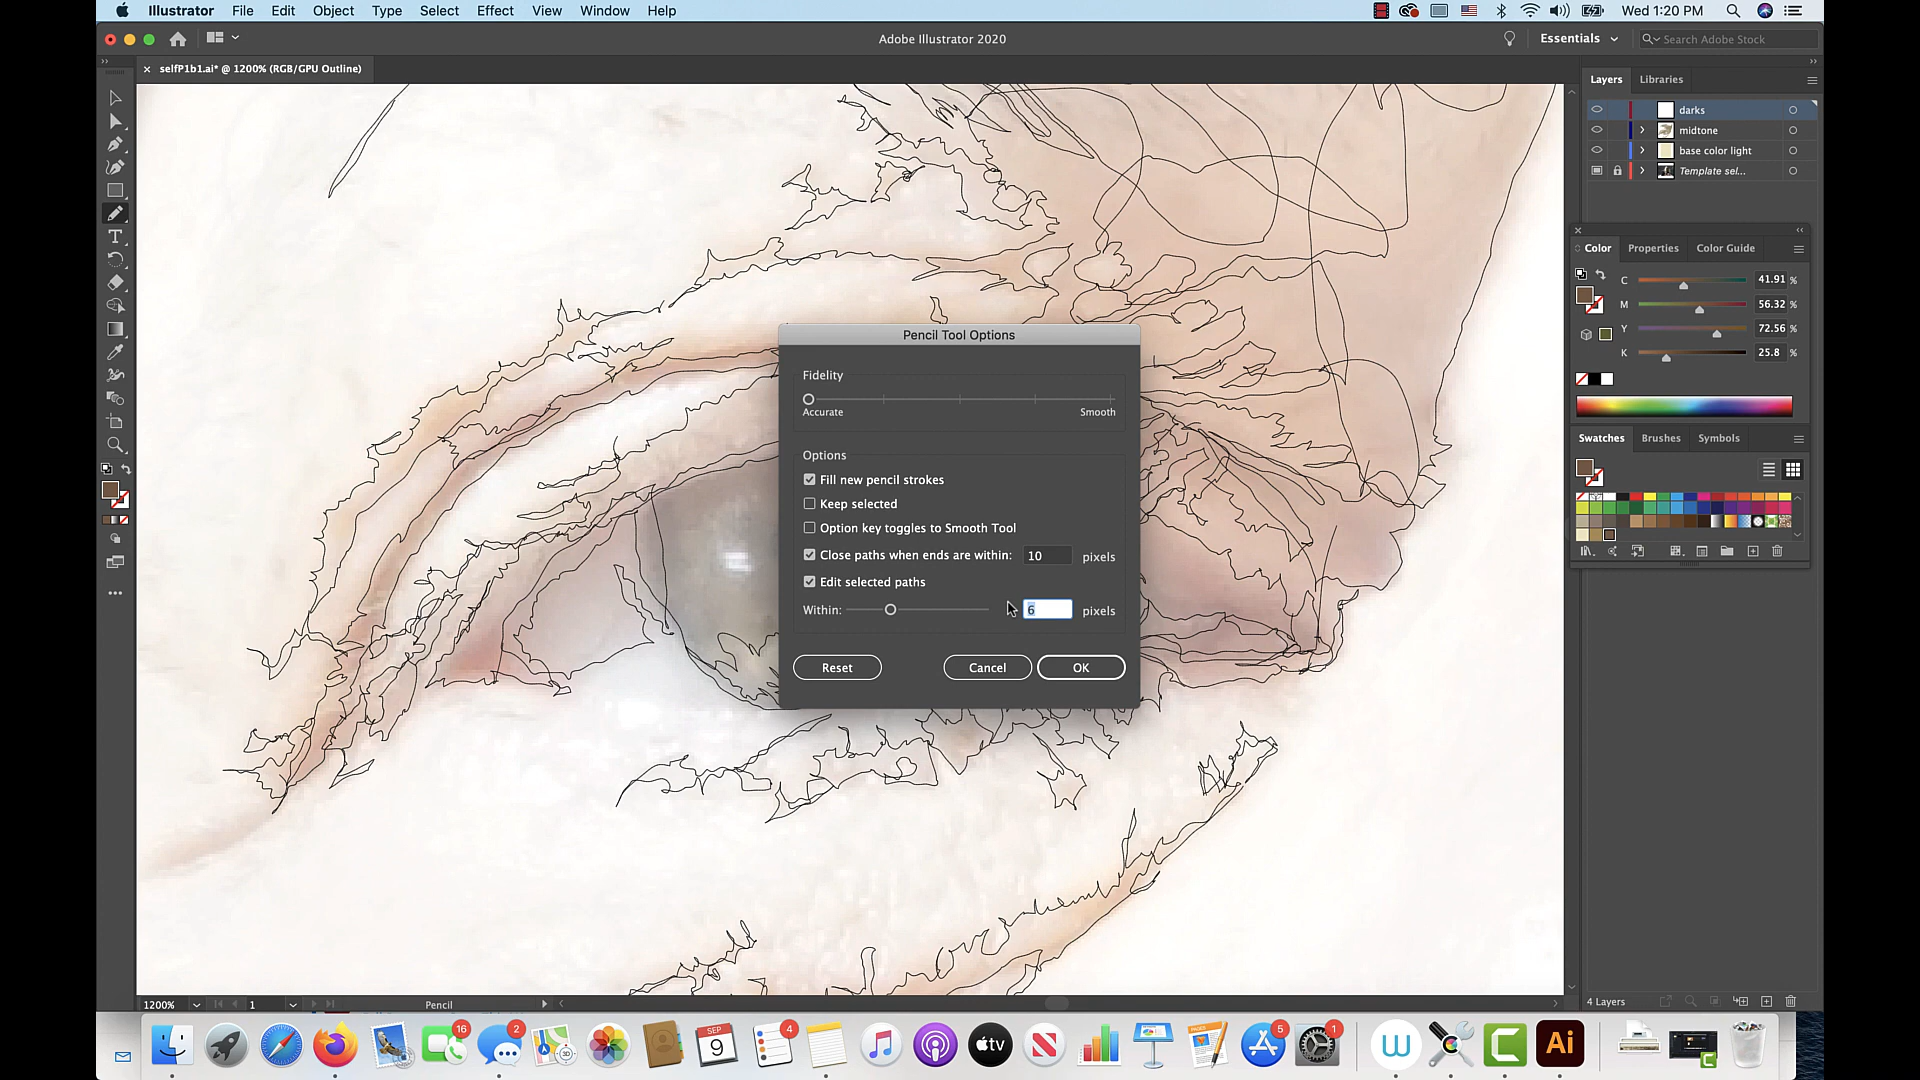 Illustrator File Edit Object Type Select Effect View Window Help Wed 1:20 PM
Adobe Illustrator 2020 Essentials Search Adobe Stock
× selfP1b1.ai* @ 1200% (RGB/GPU Outline)
Layers Libraries
darks
midtone
base color light
Template sel...
Color Properties Color Guide
C 41.91 %
M 56.32 %
Y 72.56 %
K 25.8 %
Swatches Brushes Symbols
Pencil Tool Options
Fidelity
Accurate Smooth
Options
Fill new pencil strokes
Keep selected
Option key toggles to Smooth Tool
Close paths when ends are within: 10 pixels
Edit selected paths
Within: 6 pixels
Reset Cancel OK
1200% 1 Pencil
4 Layers
16 2 3D SEP 9 4 tv 5 1 Ai